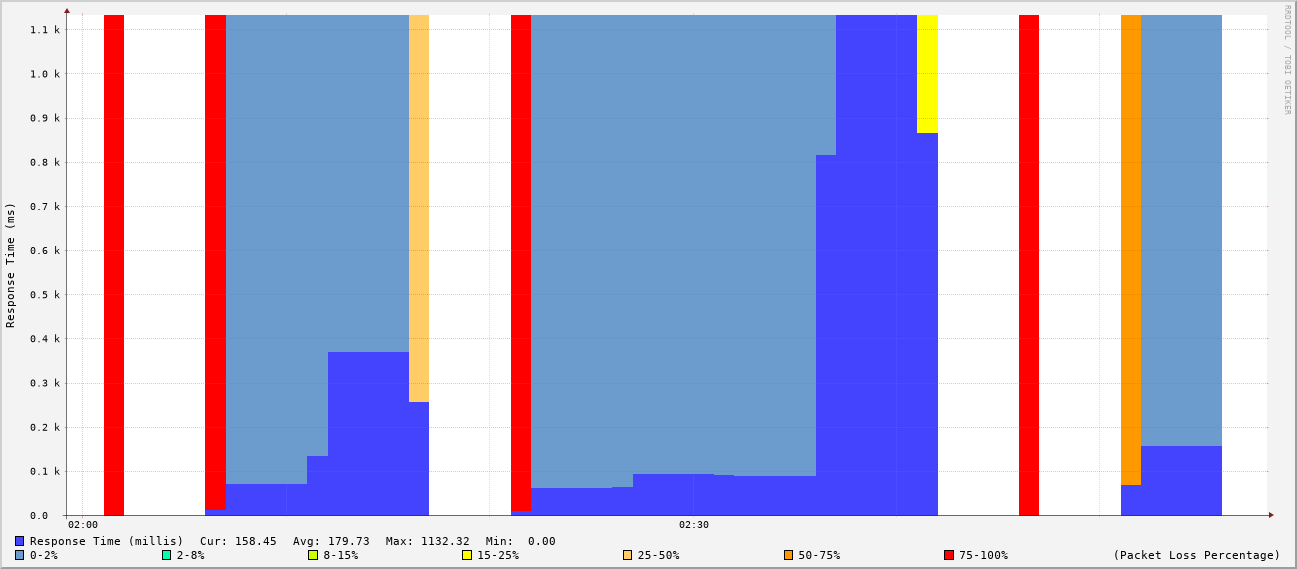 1.1 k
1.0 k
0.9 k
0.8 k
0.7 k
0.6 k
0.5 k
0.4 k
0.3 k
0.2 k
0.1 k
0.0
Response Time (ms)
RRDTOOL / TOBI OETIKER
02:00 02:30
Response Time (millis) Cur: 158.45 Avg: 179.73 Max: 1132.32 Min: 0.00
0-2% 2-8% 8-15% 15-25% 25-50% 50-75% 75-100% (Packet Loss Percentage)